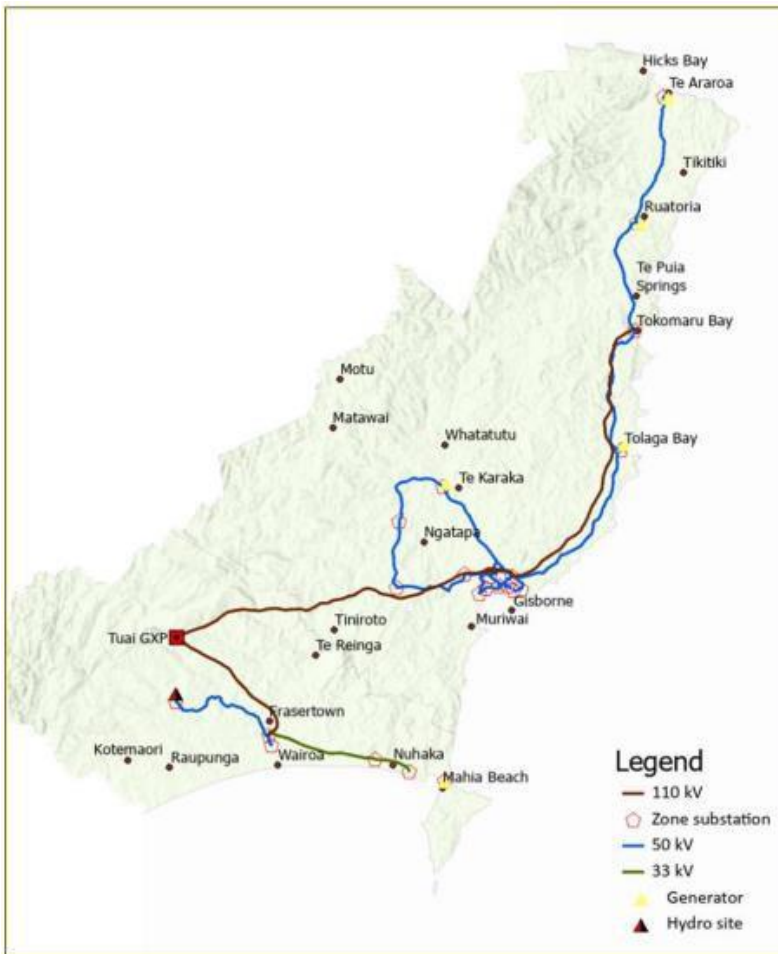 Hicks Bay
Te Araroa
Tikitiki
Ruatoria
Te Puia
Springs
Tokomaru Bay
Motu
Matawai
Whatatutu
Tolaga Bay
Te Karaka
Ngatapa
Gisborne
Tiniroto
Muriwai
Tuai GXP
Te Reinga
Frasertown
Kotemaori
Raupunga
Wairoa
Nuhaka
Mahia Beach
Legend
110 kV
Zone substation
50 kV
33 kV
Generator
Hydro site